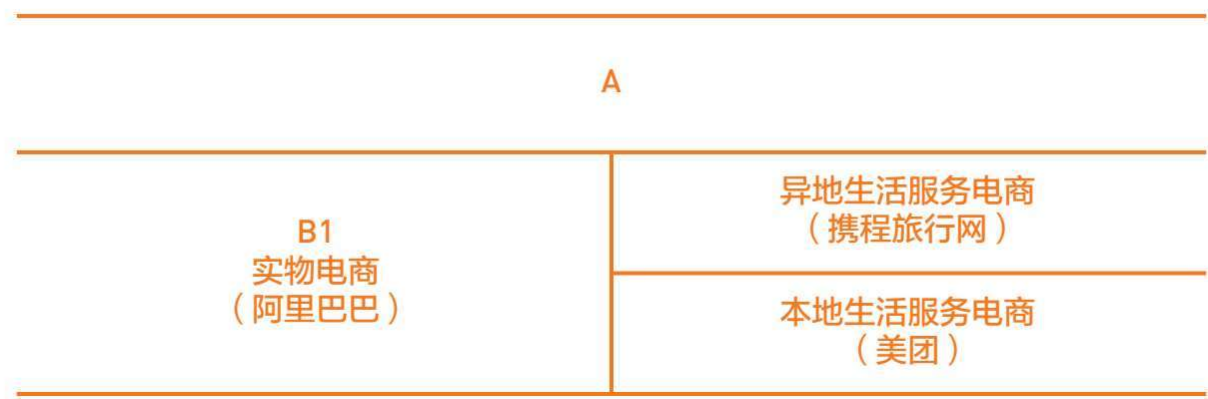 A
B1
实物电商
（阿里巴巴）
异地生活服务电商
（携程旅行网）
本地生活服务电商
（美团）